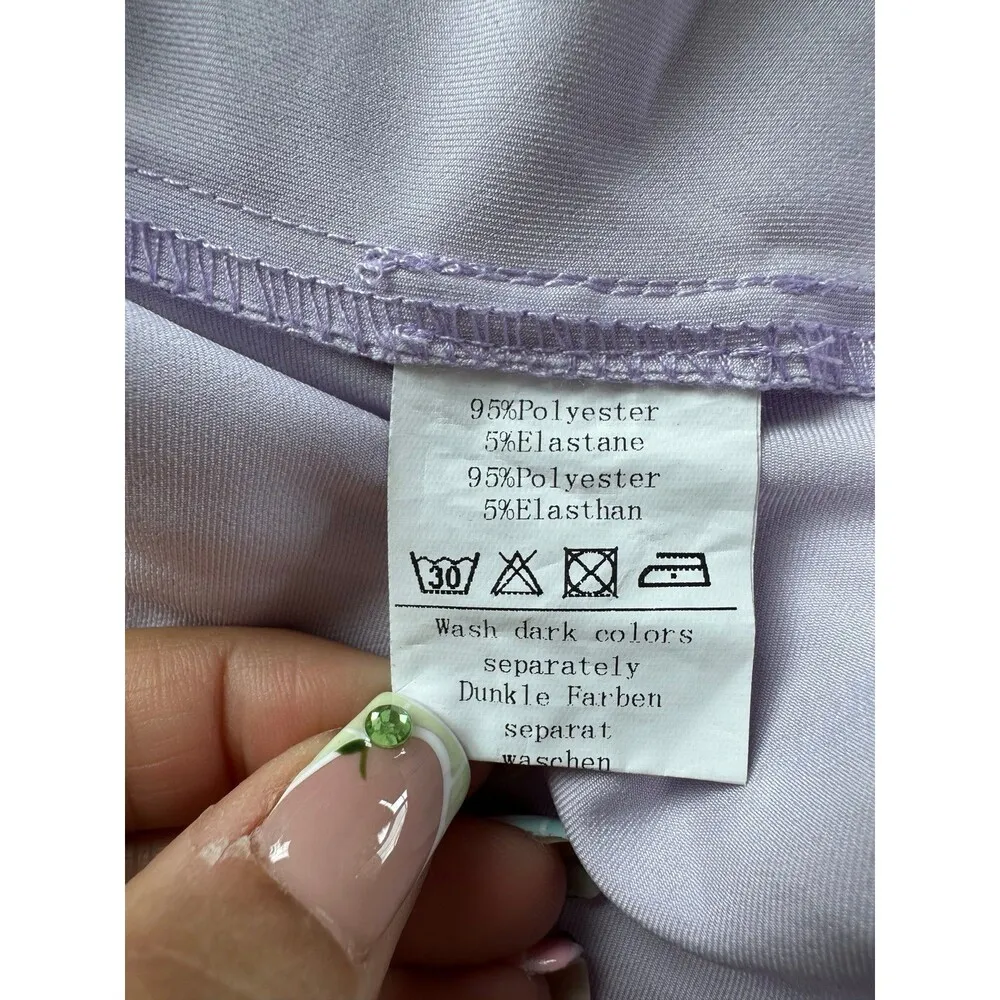 95%Polyester
5%Elastane
95%Polyester
5%Elasthan
30
Wash dark colors
separately
Dunkle Farben
separat
waschen